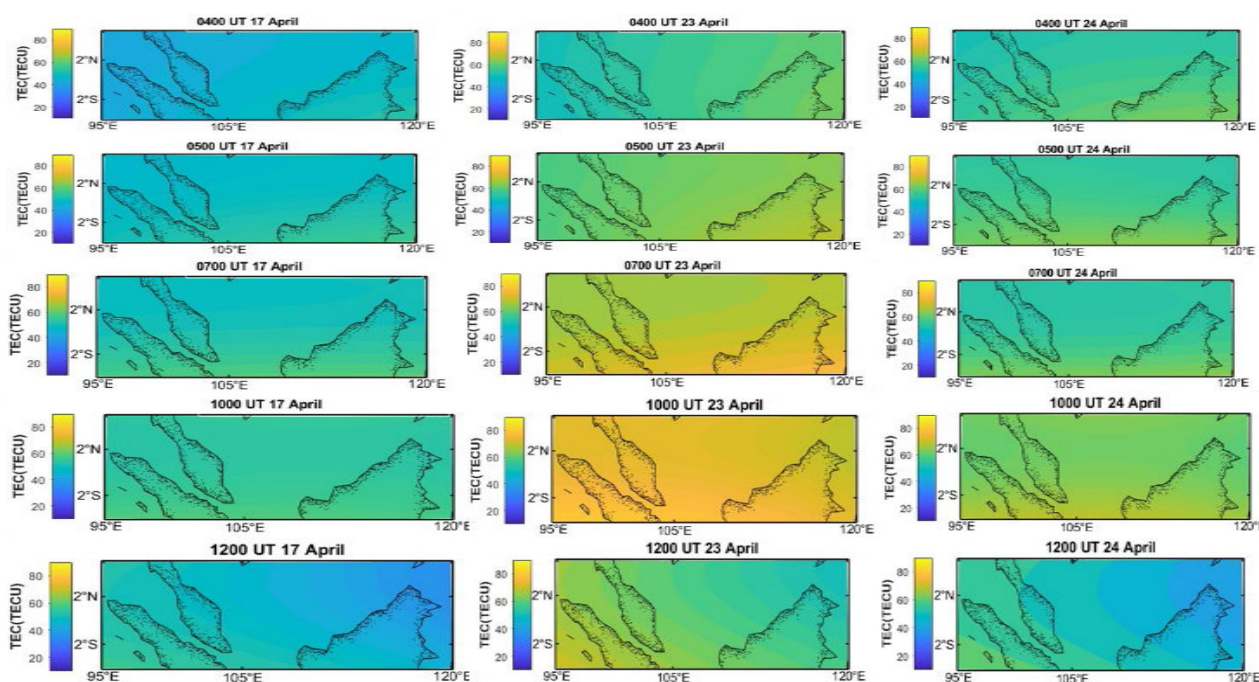 0400 UT 17 April
TEC(TECU)
80
60
40
20
2°N
2°S
95°E
105°E
120°E
0400 UT 23 April
TEC(TECU)
80
60
40
20
2°N
2°S
95°E
105°E
120°E
0400 UT 24 April
TEC(TECU)
80
60
40
20
2°N
2°S
95°E
105°E
120°E
0500 UT 17 April
TEC(TECU)
80
60
40
20
2°N
2°S
95°E
105°E
120°E
0500 UT 23 April
TEC(TECU)
80
60
40
20
2°N
2°S
95°E
105°E
120°E
0500 UT 24 April
TEC(TECU)
80
60
40
20
2°N
2°S
95°E
105°E
120°E
0700 UT 17 April
TEC(TECU)
80
60
40
20
2°N
2°S
95°E
105°E
120°E
0700 UT 23 April
TEC(TECU)
80
60
40
20
2°N
2°S
95°E
105°E
120°E
0700 UT 24 April
TEC(TECU)
80
60
40
20
2°N
2°S
95°E
105°E
120°E
1000 UT 17 April
TEC(TECU)
80
60
40
20
2°N
2°S
95°E
105°E
120°E
1000 UT 23 April
TEC(TECU)
80
60
40
20
2°N
2°S
95°E
105°E
120°E
1000 UT 24 April
TEC(TECU)
80
60
40
20
2°N
2°S
95°E
105°E
120°E
1200 UT 17 April
TEC(TECU)
80
60
40
20
2°N
2°S
95°E
105°E
120°E
1200 UT 23 April
TEC(TECU)
80
60
40
20
2°N
2°S
95°E
105°E
120°E
1200 UT 24 April
TEC(TECU)
80
60
40
20
2°N
2°S
95°E
105°E
120°E